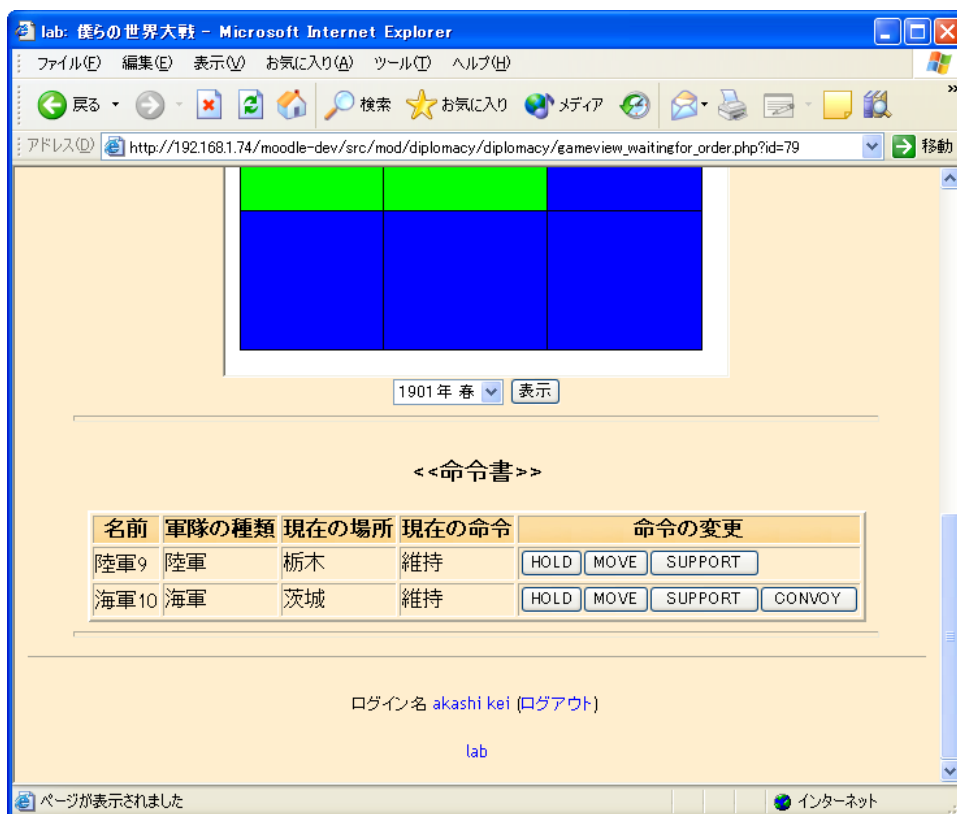 lab: 僕らの世界大戦 - Microsoft Internet Explorer
ファイル(F) 編集(E) 表示(V) お気に入り(A) ツール(T) ヘルプ(H)
戻る 検索 お気に入り メディア »
アドレス(D) http://192.168.1.74/moodle-dev/src/mod/diplomacy/diplomacy/gameview_waitingfor_order.php?id=79 移動
1901年 春 表示
<<命令書>>
名前 軍隊の種類 現在の場所 現在の命令 命令の変更
陸軍9 陸軍 栃木 維持 HOLD MOVE SUPPORT
海軍10 海軍 茨城 維持 HOLD MOVE SUPPORT CONVOY
ログイン名 akashi kei (ログアウト)
lab
ページが表示されました インターネット